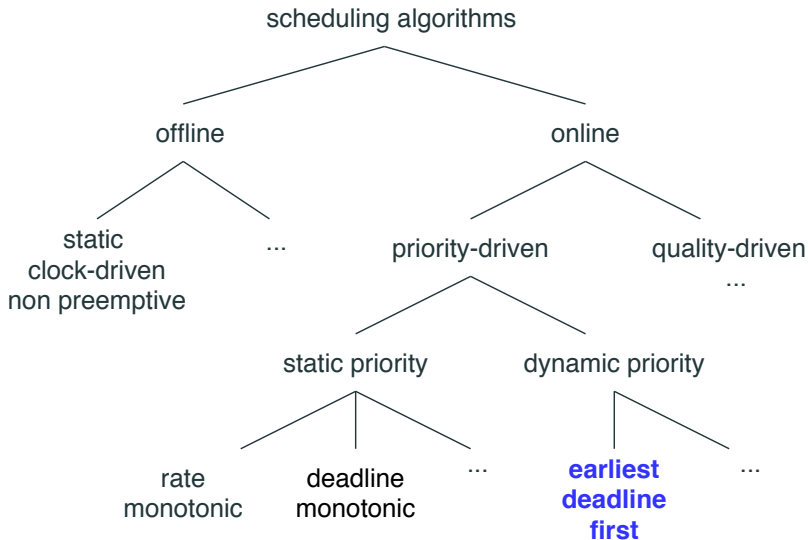 scheduling algorithms
offline
online
static
clock-driven
non preemptive
...
priority-driven
quality-driven
...
static priority
dynamic priority
rate
monotonic
deadline
monotonic
...
earliest
deadline
first
...